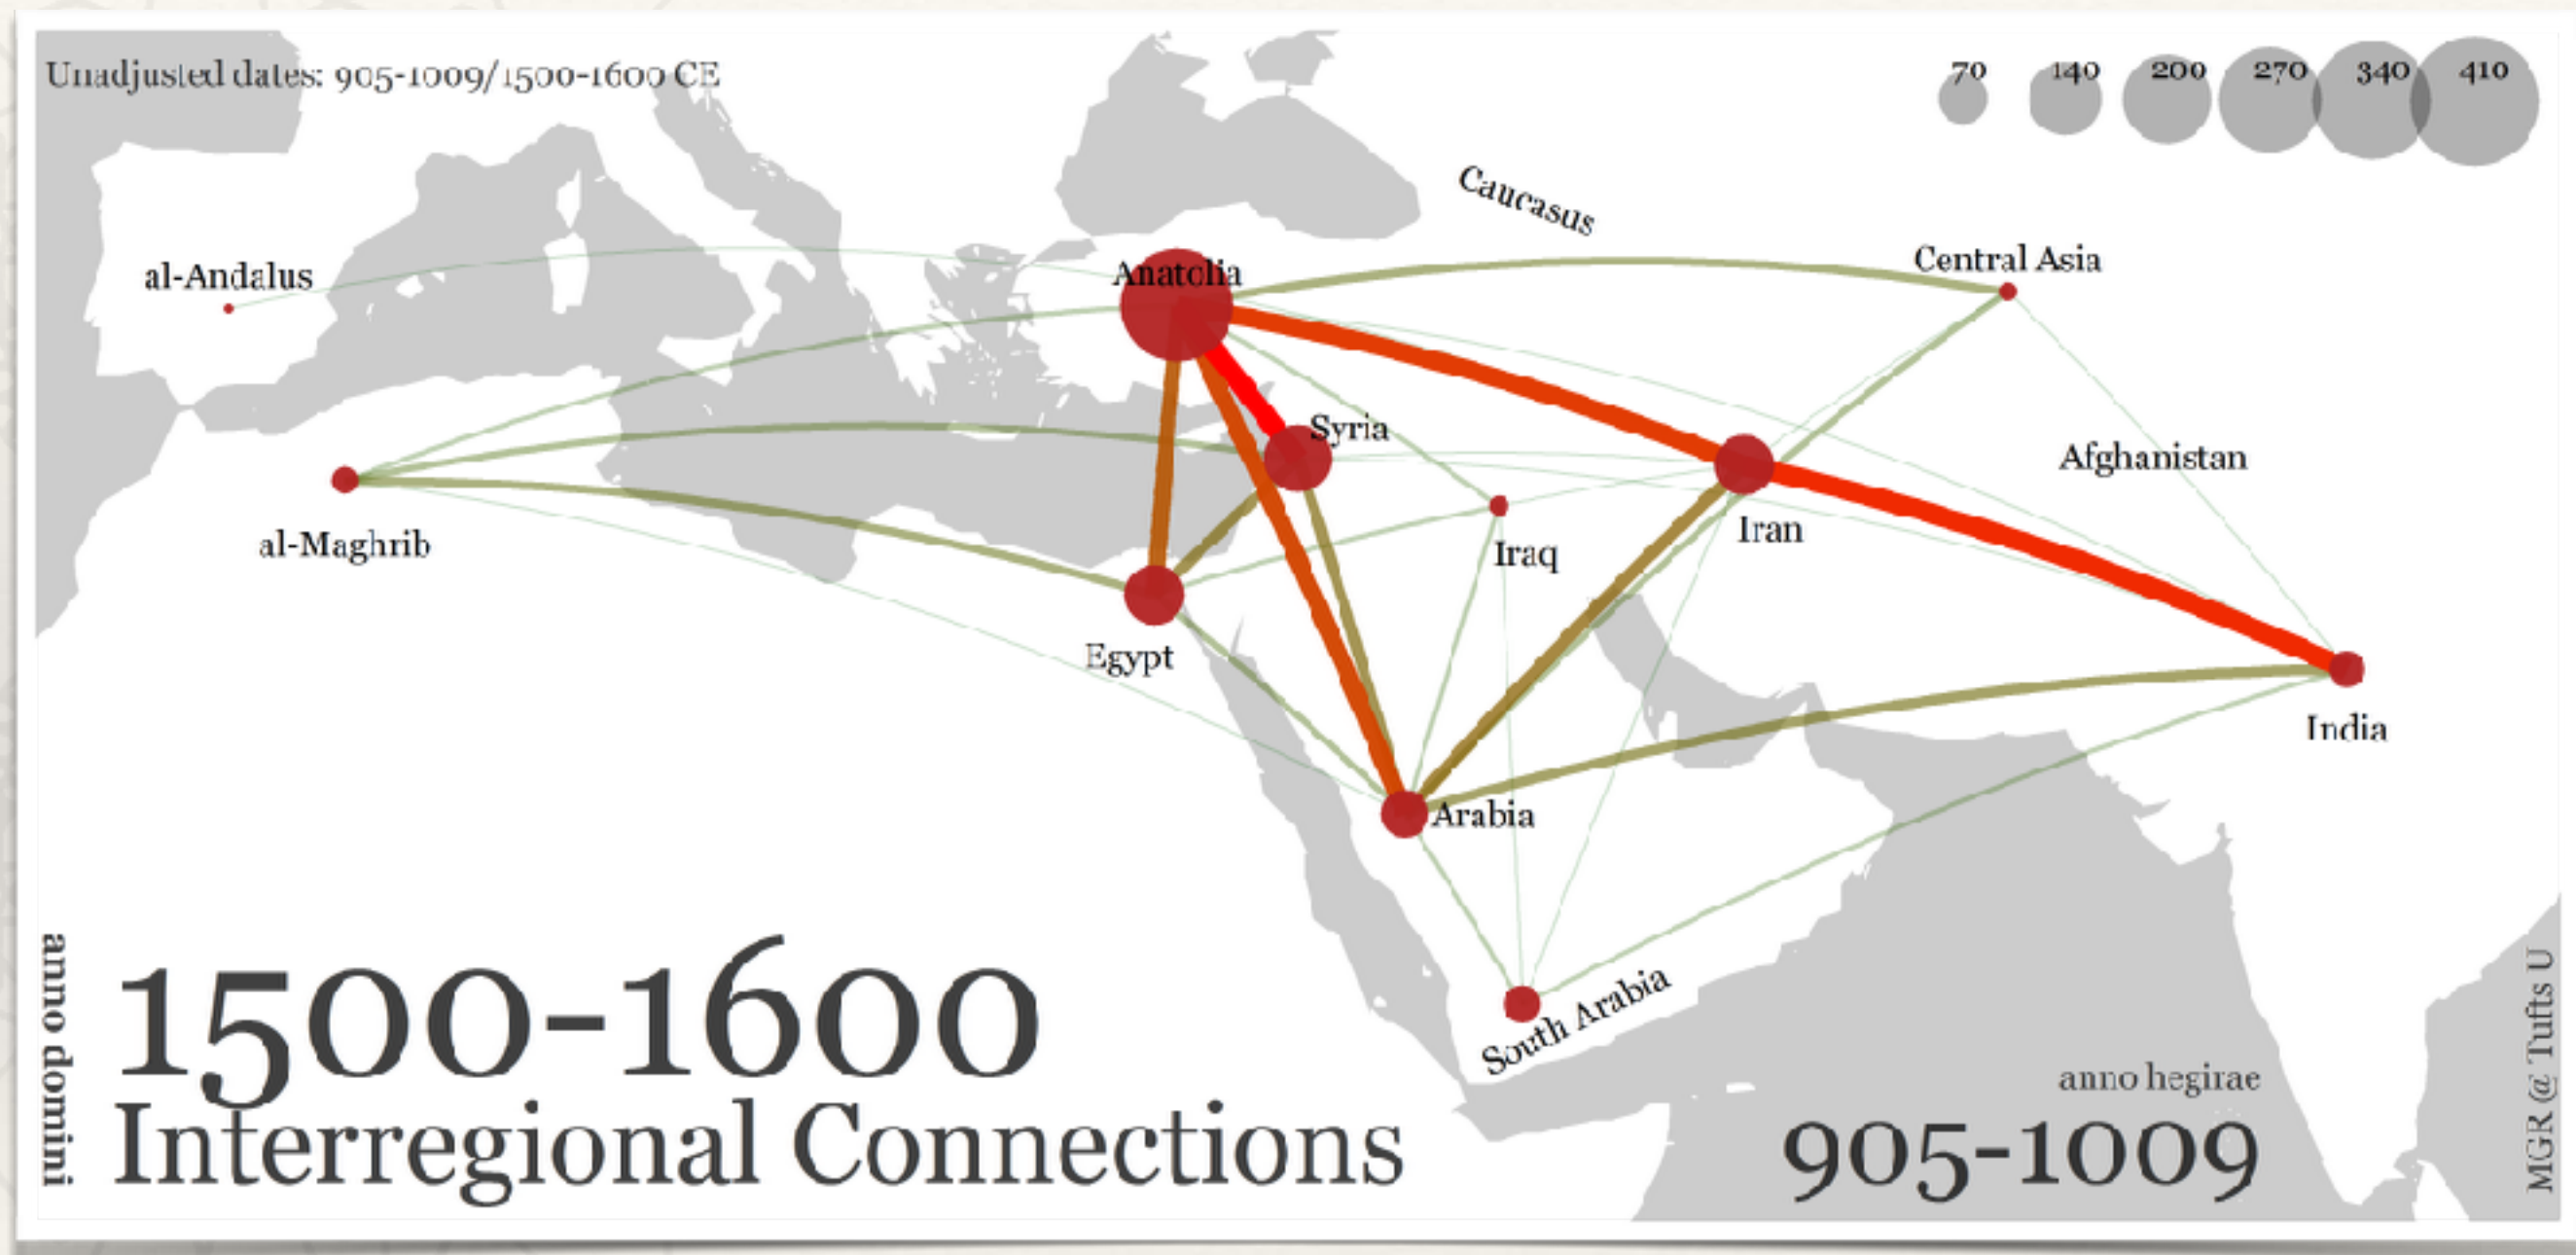 Unadjusted dates: 905-1009/1500-1600 CE
70 140 200 270 340 410
Caucasus
Central Asia
al-Andalus
Anatolia
Syria
Afghanistan
Iran
al-Maghrib
Iraq
Egypt
India
Arabia
South Arabia
anno domini
1500-1600
Interregional Connections
anno hegirae
905-1009
MGR @ Tufts U